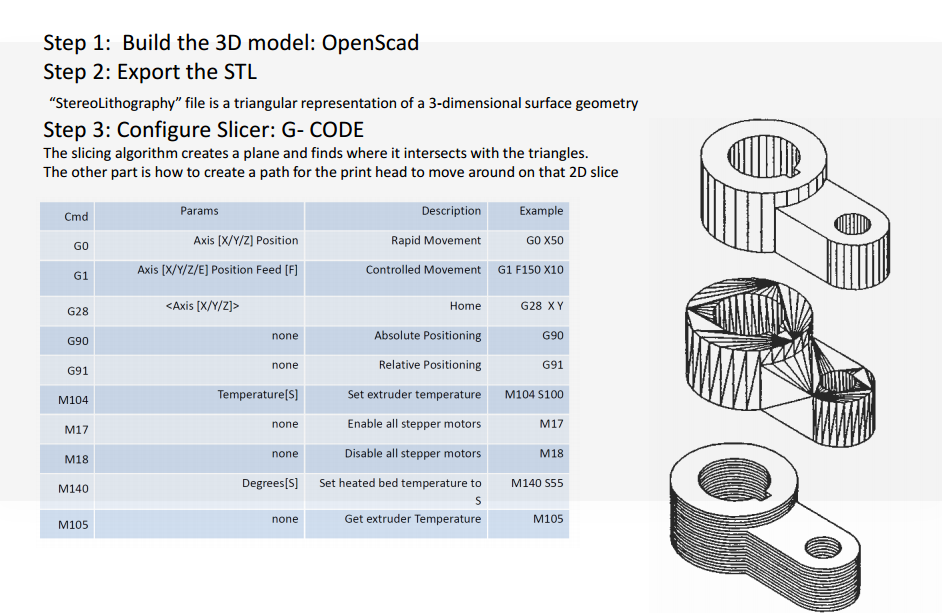 Step 1:  Build the 3D model: OpenScad
Step 2: Export the STL
“StereoLithography” file is a triangular representation of a 3-dimensional surface geometry
Step 3: Configure Slicer: G- CODE
The slicing algorithm creates a plane and finds where it intersects with the triangles.
The other part is how to create a path for the print head to move around on that 2D slice
Cmd Params Description Example
G0 Axis [X/Y/Z] Position Rapid Movement G0 X50
G1 Axis [X/Y/Z/E] Position Feed [F] Controlled Movement G1 F150 X10
G28 <Axis [X/Y/Z]> Home G28 X Y
G90 none Absolute Positioning G90
G91 none Relative Positioning G91
M104 Temperature[S] Set extruder temperature M104 S100
M17 none Enable all stepper motors M17
M18 none Disable all stepper motors M18
M140 Degrees[S] Set heated bed temperature to M140 S55
S
M105 none Get extruder Temperature M105